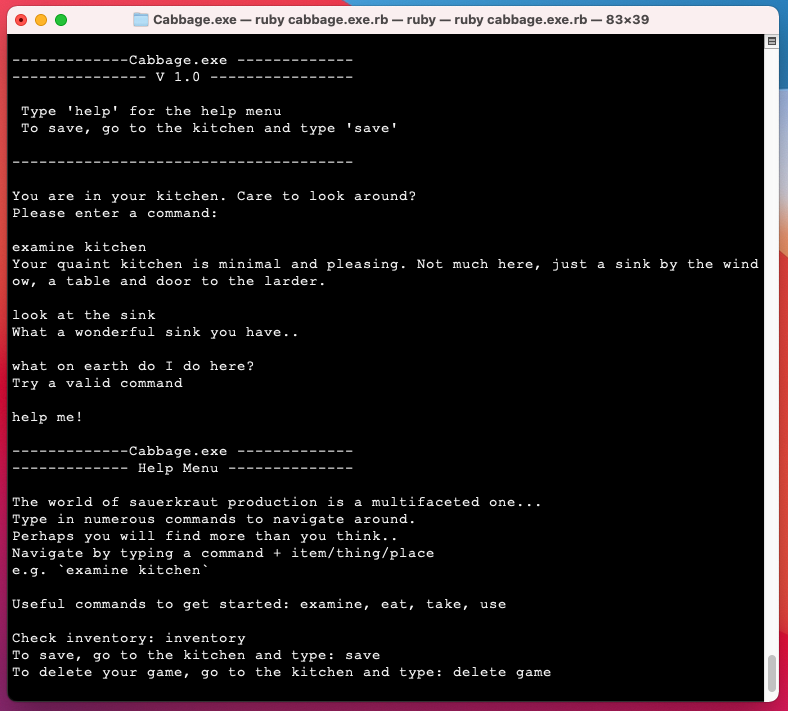 Cabbage.exe — ruby cabbage.exe.rb — ruby — ruby cabbage.exe.rb — 83×39
-------------Cabbage.exe -------------
--------------- V 1.0 ----------------
Type 'help' for the help menu
To save, go to the kitchen and type 'save'
--------------------------------------
You are in your kitchen. Care to look around?
Please enter a command:
examine kitchen
Your quaint kitchen is minimal and pleasing. Not much here, just a sink by the wind
ow, a table and door to the larder.
look at the sink
What a wonderful sink you have..
what on earth do I do here?
Try a valid command
help me!
-------------Cabbage.exe -------------
------------- Help Menu --------------
The world of sauerkraut production is a multifaceted one...
Type in numerous commands to navigate around.
Perhaps you will find more than you think..
Navigate by typing a command + item/thing/place
e.g. `examine kitchen`
Useful commands to get started: examine, eat, take, use
Check inventory: inventory
To save, go to the kitchen and type: save
To delete your game, go to the kitchen and type: delete game